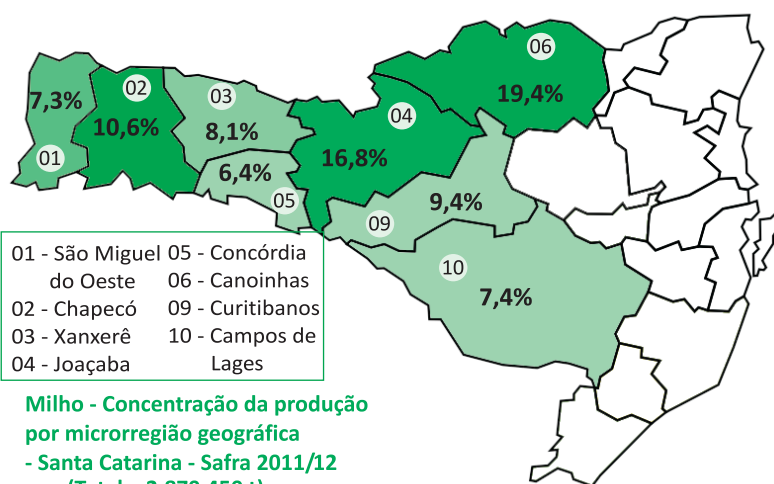 06
02
7,3%
03
19,4%
04
10,6%
8,1%
16,8%
01
6,4%
05
9,4%
09
10
7,4%
01 - São Miguel
do Oeste
02 - Chapecó
03 - Xanxerê
04 - Joaçaba
05 - Concórdia
06 - Canoinhas
09 - Curitibanos
10 - Campos de
Lages
Milho - Concentração da produção
por microrregião geográfica
- Santa Catarina - Safra 2011/12